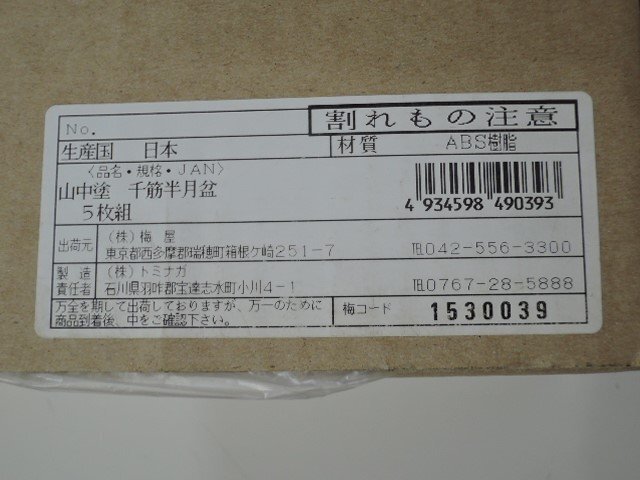 No.
割れもの注意
生産国 日本
材質 ABS樹脂
〈品名・規格・JAN〉
山中塗 千筋半月盆
5枚組
4 934598 490393
出荷元 (株)梅屋
東京都西多摩郡瑞穂町箱根ケ崎251-7 ℡042-556-3300
製造責任者 (株)トミナガ
石川県羽咋郡宝達志水町小川4-1 ℡0767-28-5888
万全を期して出荷しておりますが、万一のために
商品到着後、中をご確認下さい。
梅コード 1530039